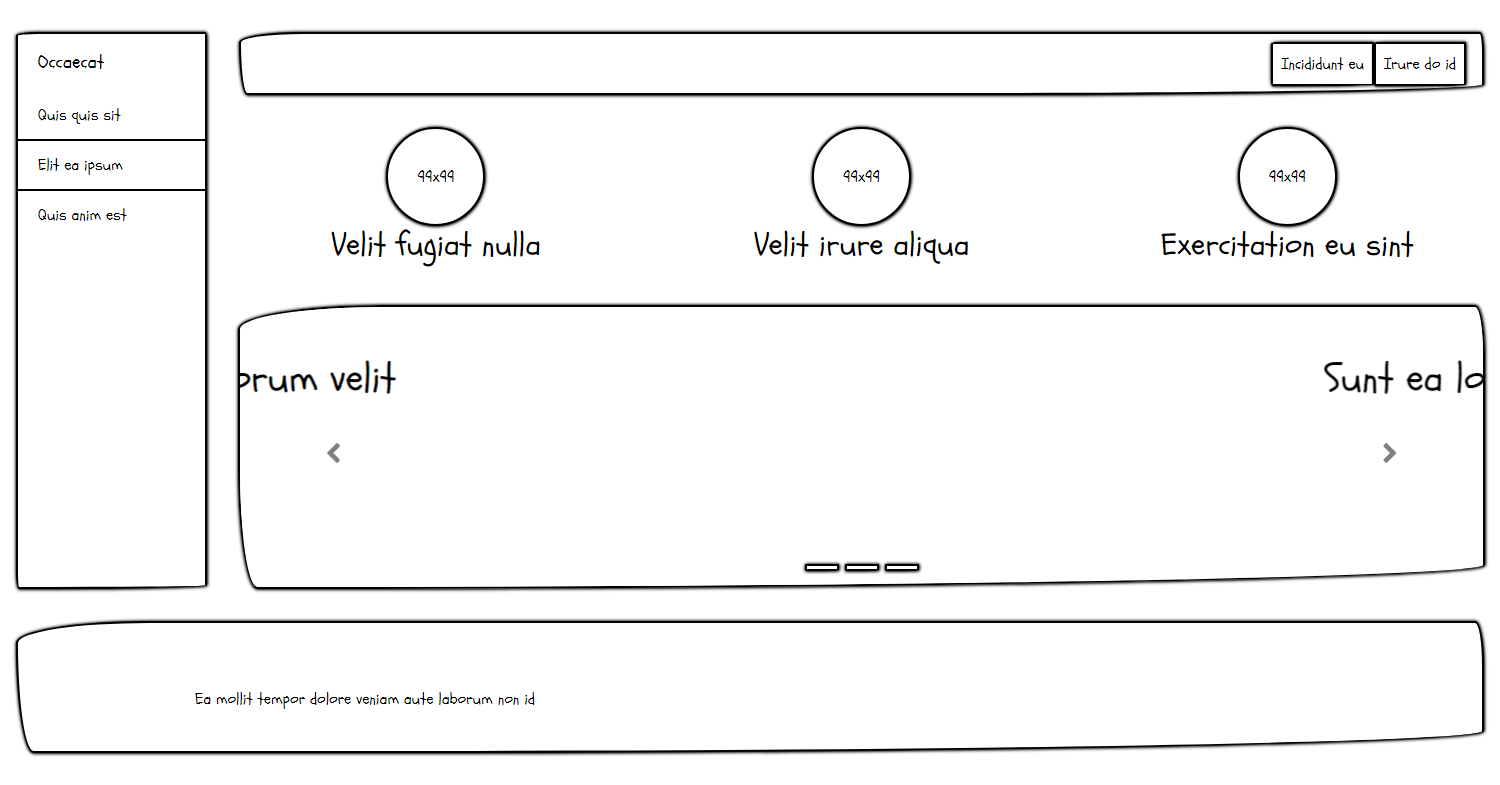 Occaecat
Quis quis sit
Elit ea ipsum
Quis anim est
Incididunt eu
Irure do id
99x99
99x99
99x99
Velit fugiat nulla
Velit irure aliqua
Exercitation eu sint
orum velit
Sunt ea lo
Ea mollit tempor dolore veniam aute laborum non id